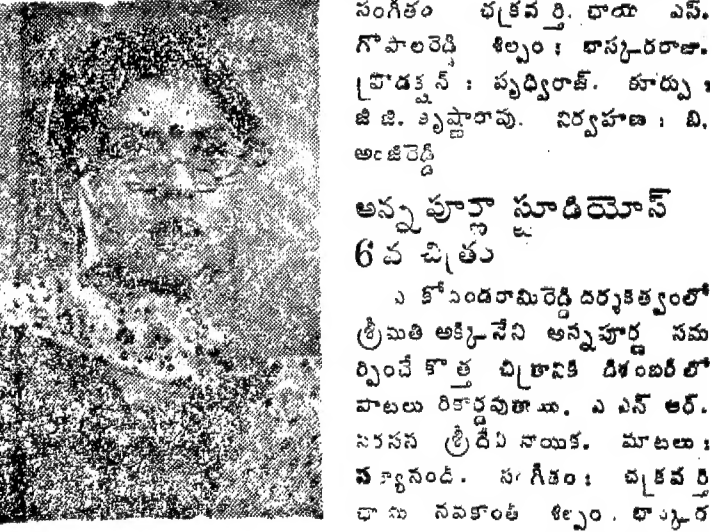 సంగీతం చక్రవర్తి. ఛాయ ఎస్.
గోపాలరెడ్డి శిల్పం : భాస్కరరాజు.
ప్రొడక్షన్ : పృధ్విరాజ్. కూర్పు :
జి జి. కృష్ణారావు. నిర్వహణ : బి.
అంజిరెడ్డి
అన్నపూర్ణా స్టూడియోస్
6 వ చిత్రం
ఎ కోదండరామిరెడ్డి దర్శకత్వంలో
శ్రీమతి అక్కినేని అన్నపూర్ణ సమ
ర్పించే కొత్త చిత్రానికి డిశంబర్‌లో
పాటలు రికార్డవుతాయి. ఎ ఎన్ ఆర్.
సరసన శ్రీదేవి నాయిక. మాటలు :
సత్యానంద్. సంగీతం : చక్రవర్తి
ఛాయ నవకాంత్ శిల్పం. భాస్కర